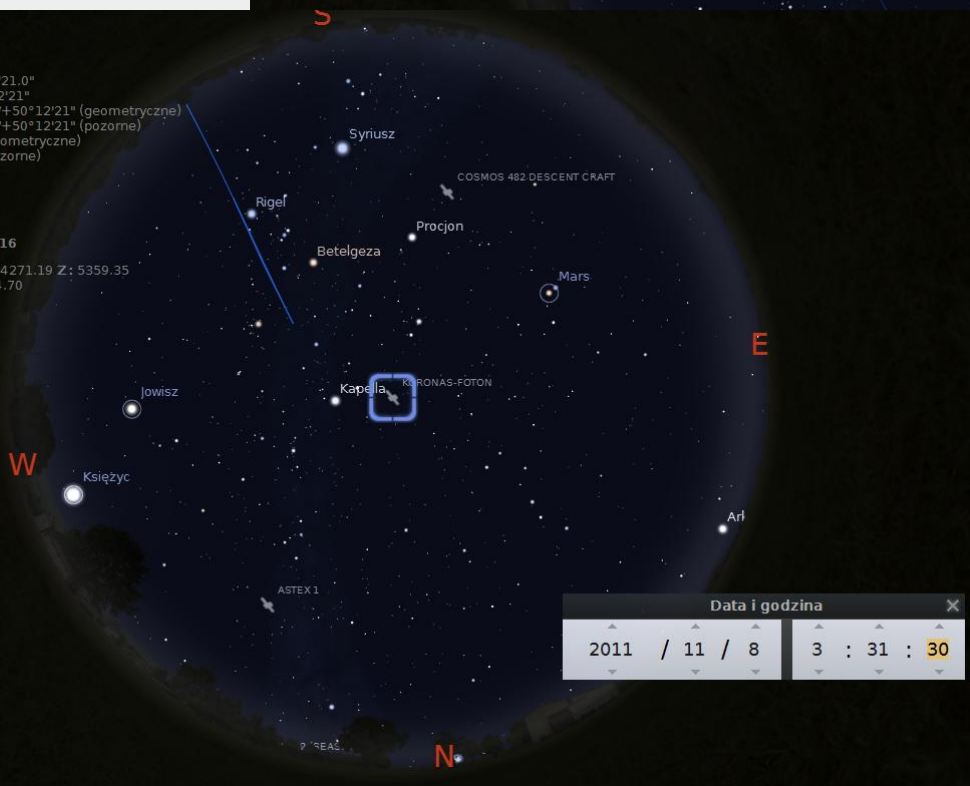 S
'21.0"
2'21"
'+50°12'21" (geometryczne)
'+50°12'21" (pozorne)
ometryczne)
zorne)
Syriusz
COSMOS 482 DESCENT CRAFT
Rigel
Procjon
16
Betelgeza
4271.19 Z: 5359.35
.70
Mars
E
KORONAS-FOTON
Kapella
Jowisz
W
Księżyc
Ark
ASTEX 1
Data i godzina
2011 / 11 / 8 3 : 31 : 30
N